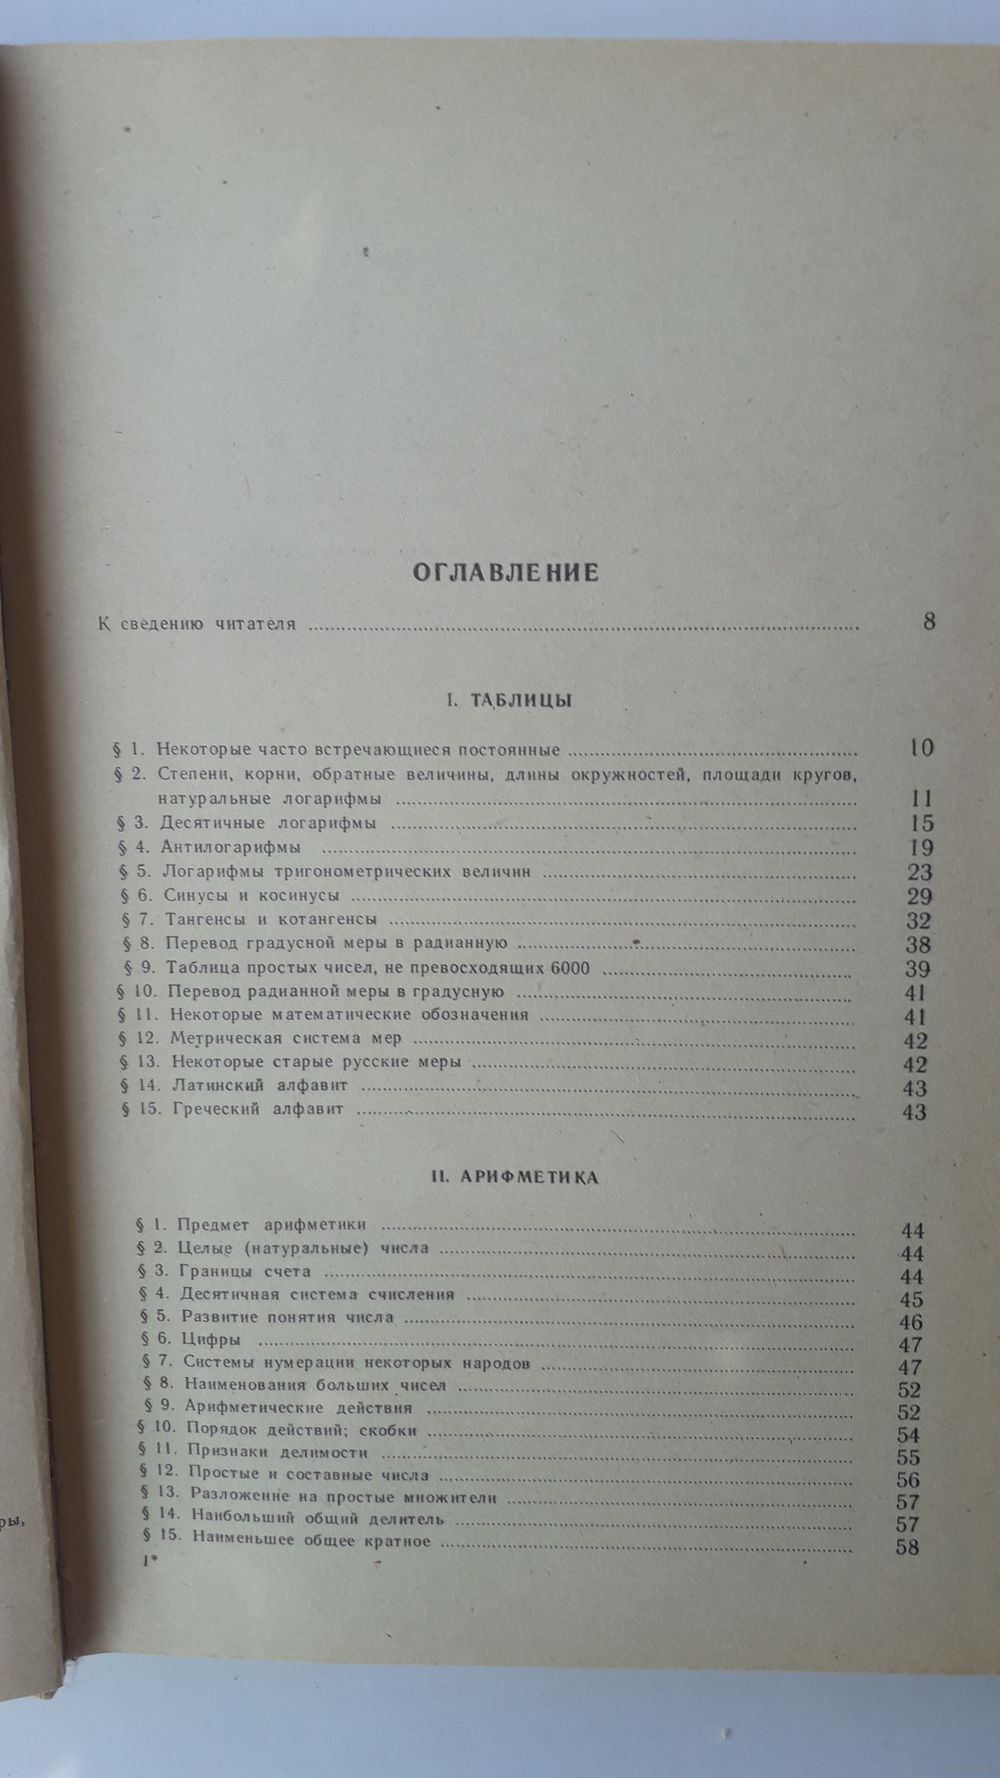 ОГЛАВЛЕНИЕ
К сведению читателя ........ 8
I. ТАБЛИЦЫ
§ 1. Некоторые часто встречающиеся постоянные ........ 10
§ 2. Степени, корни, обратные величины, длины окружностей, площади кругов,
натуральные логарифмы ........ 11
§ 3. Десятичные логарифмы ........ 15
§ 4. Антилогарифмы ........ 19
§ 5. Логарифмы тригонометрических величин ........ 23
§ 6. Синусы и косинусы ........ 29
§ 7. Тангенсы и котангенсы ........ 32
§ 8. Перевод градусной меры в радианную ........ 38
§ 9. Таблица простых чисел, не превосходящих 6000 ........ 39
§ 10. Перевод радианной меры в градусную ........ 41
§ 11. Некоторые математические обозначения ........ 41
§ 12. Метрическая система мер ........ 42
§ 13. Некоторые старые русские меры ........ 42
§ 14. Латинский алфавит ........ 43
§ 15. Греческий алфавит ........ 43
II. АРИФМЕТИКА
§ 1. Предмет арифметики ........ 44
§ 2. Целые (натуральные) числа ........ 44
§ 3. Границы счета ........ 44
§ 4. Десятичная система счисления ........ 45
§ 5. Развитие понятия числа ........ 46
§ 6. Цифры ........ 47
§ 7. Системы нумерации некоторых народов ........ 47
§ 8. Наименования больших чисел ........ 52
§ 9. Арифметические действия ........ 52
§ 10. Порядок действий; скобки ........ 54
§ 11. Признаки делимости ........ 55
§ 12. Простые и составные числа ........ 56
§ 13. Разложение на простые множители ........ 57
§ 14. Наибольший общий делитель ........ 57
§ 15. Наименьшее общее кратное ........ 58
1*
ры,